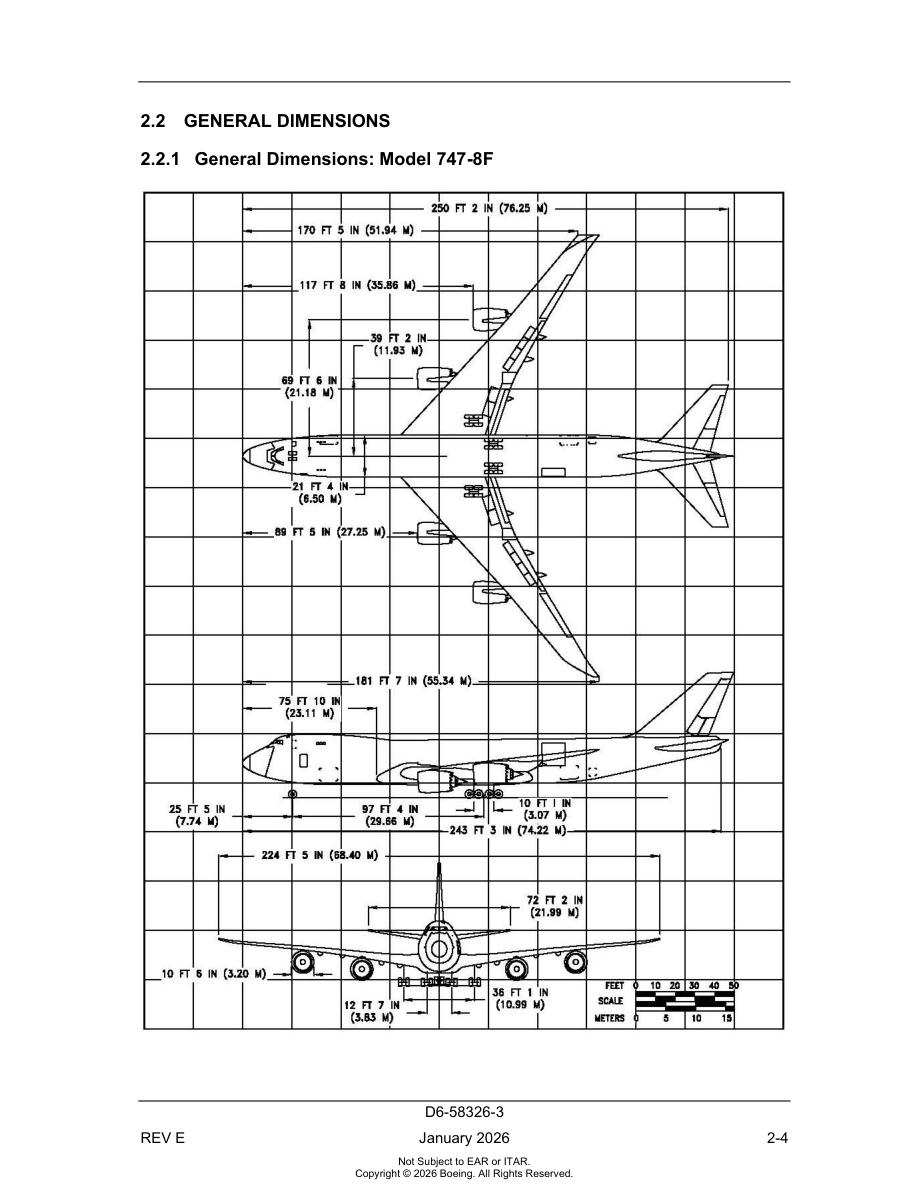 2.2 GENERAL DIMENSIONS
2.2.1 General Dimensions: Model 747-8F
250 FT 2 IN (76.25 M)
170 FT 5 IN (51.94 M)
117 FT 8 IN (35.86 M)
39 FT 2 IN
(11.93 M)
69 FT 6 IN
(21.18 M)
21 FT 4 IN
(6.50 M)
89 FT 5 IN (27.25 M)
181 FT 7 IN (55.34 M)
75 FT 10 IN
(23.11 M)
25 FT 5 IN
(7.74 M)
97 FT 4 IN
(29.66 M)
10 FT 1 IN
(3.07 M)
243 FT 3 IN (74.22 M)
224 FT 5 IN (68.40 M)
72 FT 2 IN
(21.99 M)
10 FT 6 IN (3.20 M)
36 FT 1 IN
(10.99 M)
12 FT 7 IN
(3.83 M)
FEET 0 10 20 30 40 50
SCALE
METERS 0 5 10 15
D6-58326-3
REV E January 2026 2-4
Not Subject to EAR or ITAR.
Copyright © 2026 Boeing. All Rights Reserved.